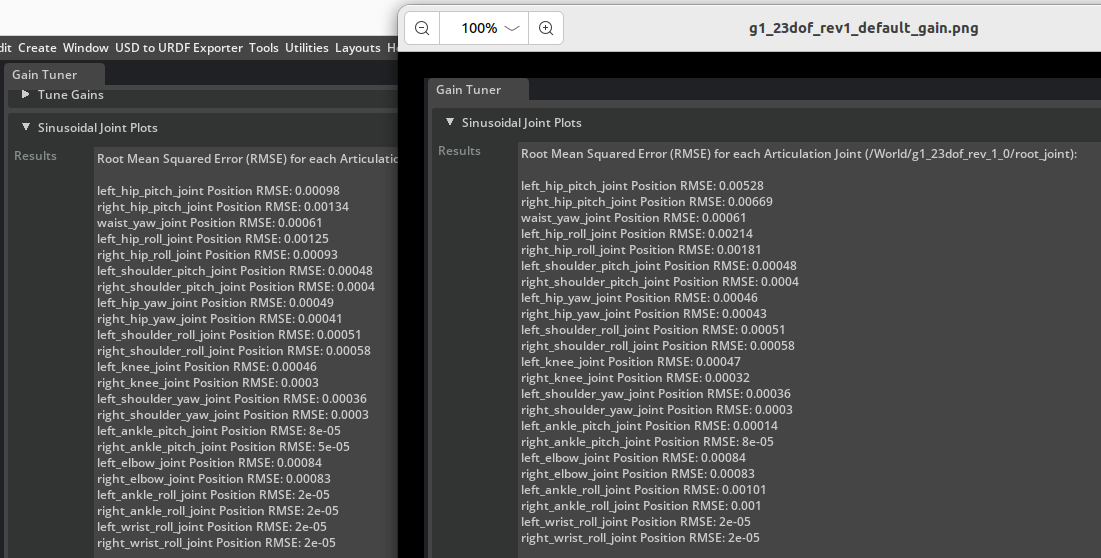 dit Create Window USD to URDF Exporter Tools Utilities Layouts H
Gain Tuner
Tune Gains
Sinusoidal Joint Plots
Results
Root Mean Squared Error (RMSE) for each Articulatio
left_hip_pitch_joint Position RMSE: 0.00098
right_hip_pitch_joint Position RMSE: 0.00134
waist_yaw_joint Position RMSE: 0.00061
left_hip_roll_joint Position RMSE: 0.00125
right_hip_roll_joint Position RMSE: 0.00093
left_shoulder_pitch_joint Position RMSE: 0.00048
right_shoulder_pitch_joint Position RMSE: 0.0004
left_hip_yaw_joint Position RMSE: 0.00049
right_hip_yaw_joint Position RMSE: 0.00041
left_shoulder_roll_joint Position RMSE: 0.00051
right_shoulder_roll_joint Position RMSE: 0.00058
left_knee_joint Position RMSE: 0.00046
right_knee_joint Position RMSE: 0.0003
left_shoulder_yaw_joint Position RMSE: 0.00036
right_shoulder_yaw_joint Position RMSE: 0.0003
left_ankle_pitch_joint Position RMSE: 8e-05
right_ankle_pitch_joint Position RMSE: 5e-05
left_elbow_joint Position RMSE: 0.00084
right_elbow_joint Position RMSE: 0.00083
left_ankle_roll_joint Position RMSE: 2e-05
right_ankle_roll_joint Position RMSE: 2e-05
left_wrist_roll_joint Position RMSE: 2e-05
right_wrist_roll_joint Position RMSE: 2e-05
100%
g1_23dof_rev1_default_gain.png
Gain Tuner
Sinusoidal Joint Plots
Results
Root Mean Squared Error (RMSE) for each Articulation Joint (/World/g1_23dof_rev_1_0/root_joint):
left_hip_pitch_joint Position RMSE: 0.00528
right_hip_pitch_joint Position RMSE: 0.00669
waist_yaw_joint Position RMSE: 0.00061
left_hip_roll_joint Position RMSE: 0.00214
right_hip_roll_joint Position RMSE: 0.00181
left_shoulder_pitch_joint Position RMSE: 0.00048
right_shoulder_pitch_joint Position RMSE: 0.0004
left_hip_yaw_joint Position RMSE: 0.00046
right_hip_yaw_joint Position RMSE: 0.00043
left_shoulder_roll_joint Position RMSE: 0.00051
right_shoulder_roll_joint Position RMSE: 0.00058
left_knee_joint Position RMSE: 0.00047
right_knee_joint Position RMSE: 0.00032
left_shoulder_yaw_joint Position RMSE: 0.00036
right_shoulder_yaw_joint Position RMSE: 0.0003
left_ankle_pitch_joint Position RMSE: 0.00014
right_ankle_pitch_joint Position RMSE: 8e-05
left_elbow_joint Position RMSE: 0.00084
right_elbow_joint Position RMSE: 0.00083
left_ankle_roll_joint Position RMSE: 0.00101
right_ankle_roll_joint Position RMSE: 0.001
left_wrist_roll_joint Position RMSE: 2e-05
right_wrist_roll_joint Position RMSE: 2e-05